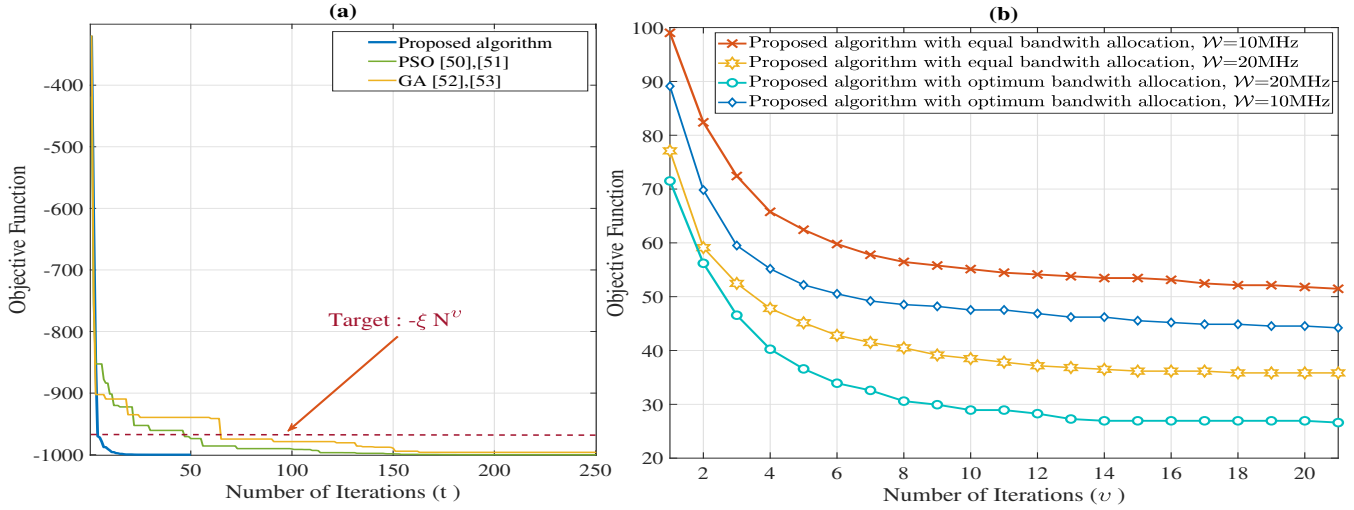 (a)
Proposed algorithm
PSO [50],[51]
GA [52],[53]
-400
-500
-600
-700
-800
-900
-1000
Objective Function
Target : -ξ N^υ
50
100
150
200
250
Number of Iterations (t )
(b)
Proposed algorithm with equal bandwith allocation, 𝒲=10MHz
Proposed algorithm with equal bandwith allocation, 𝒲=20MHz
Proposed algorithm with optimum bandwith allocation, 𝒲=20MHz
Proposed algorithm with optimum bandwith allocation, 𝒲=10MHz
100
90
80
70
60
50
40
30
20
Objective Function
2
4
6
8
10
12
14
16
18
20
Number of Iterations (υ )